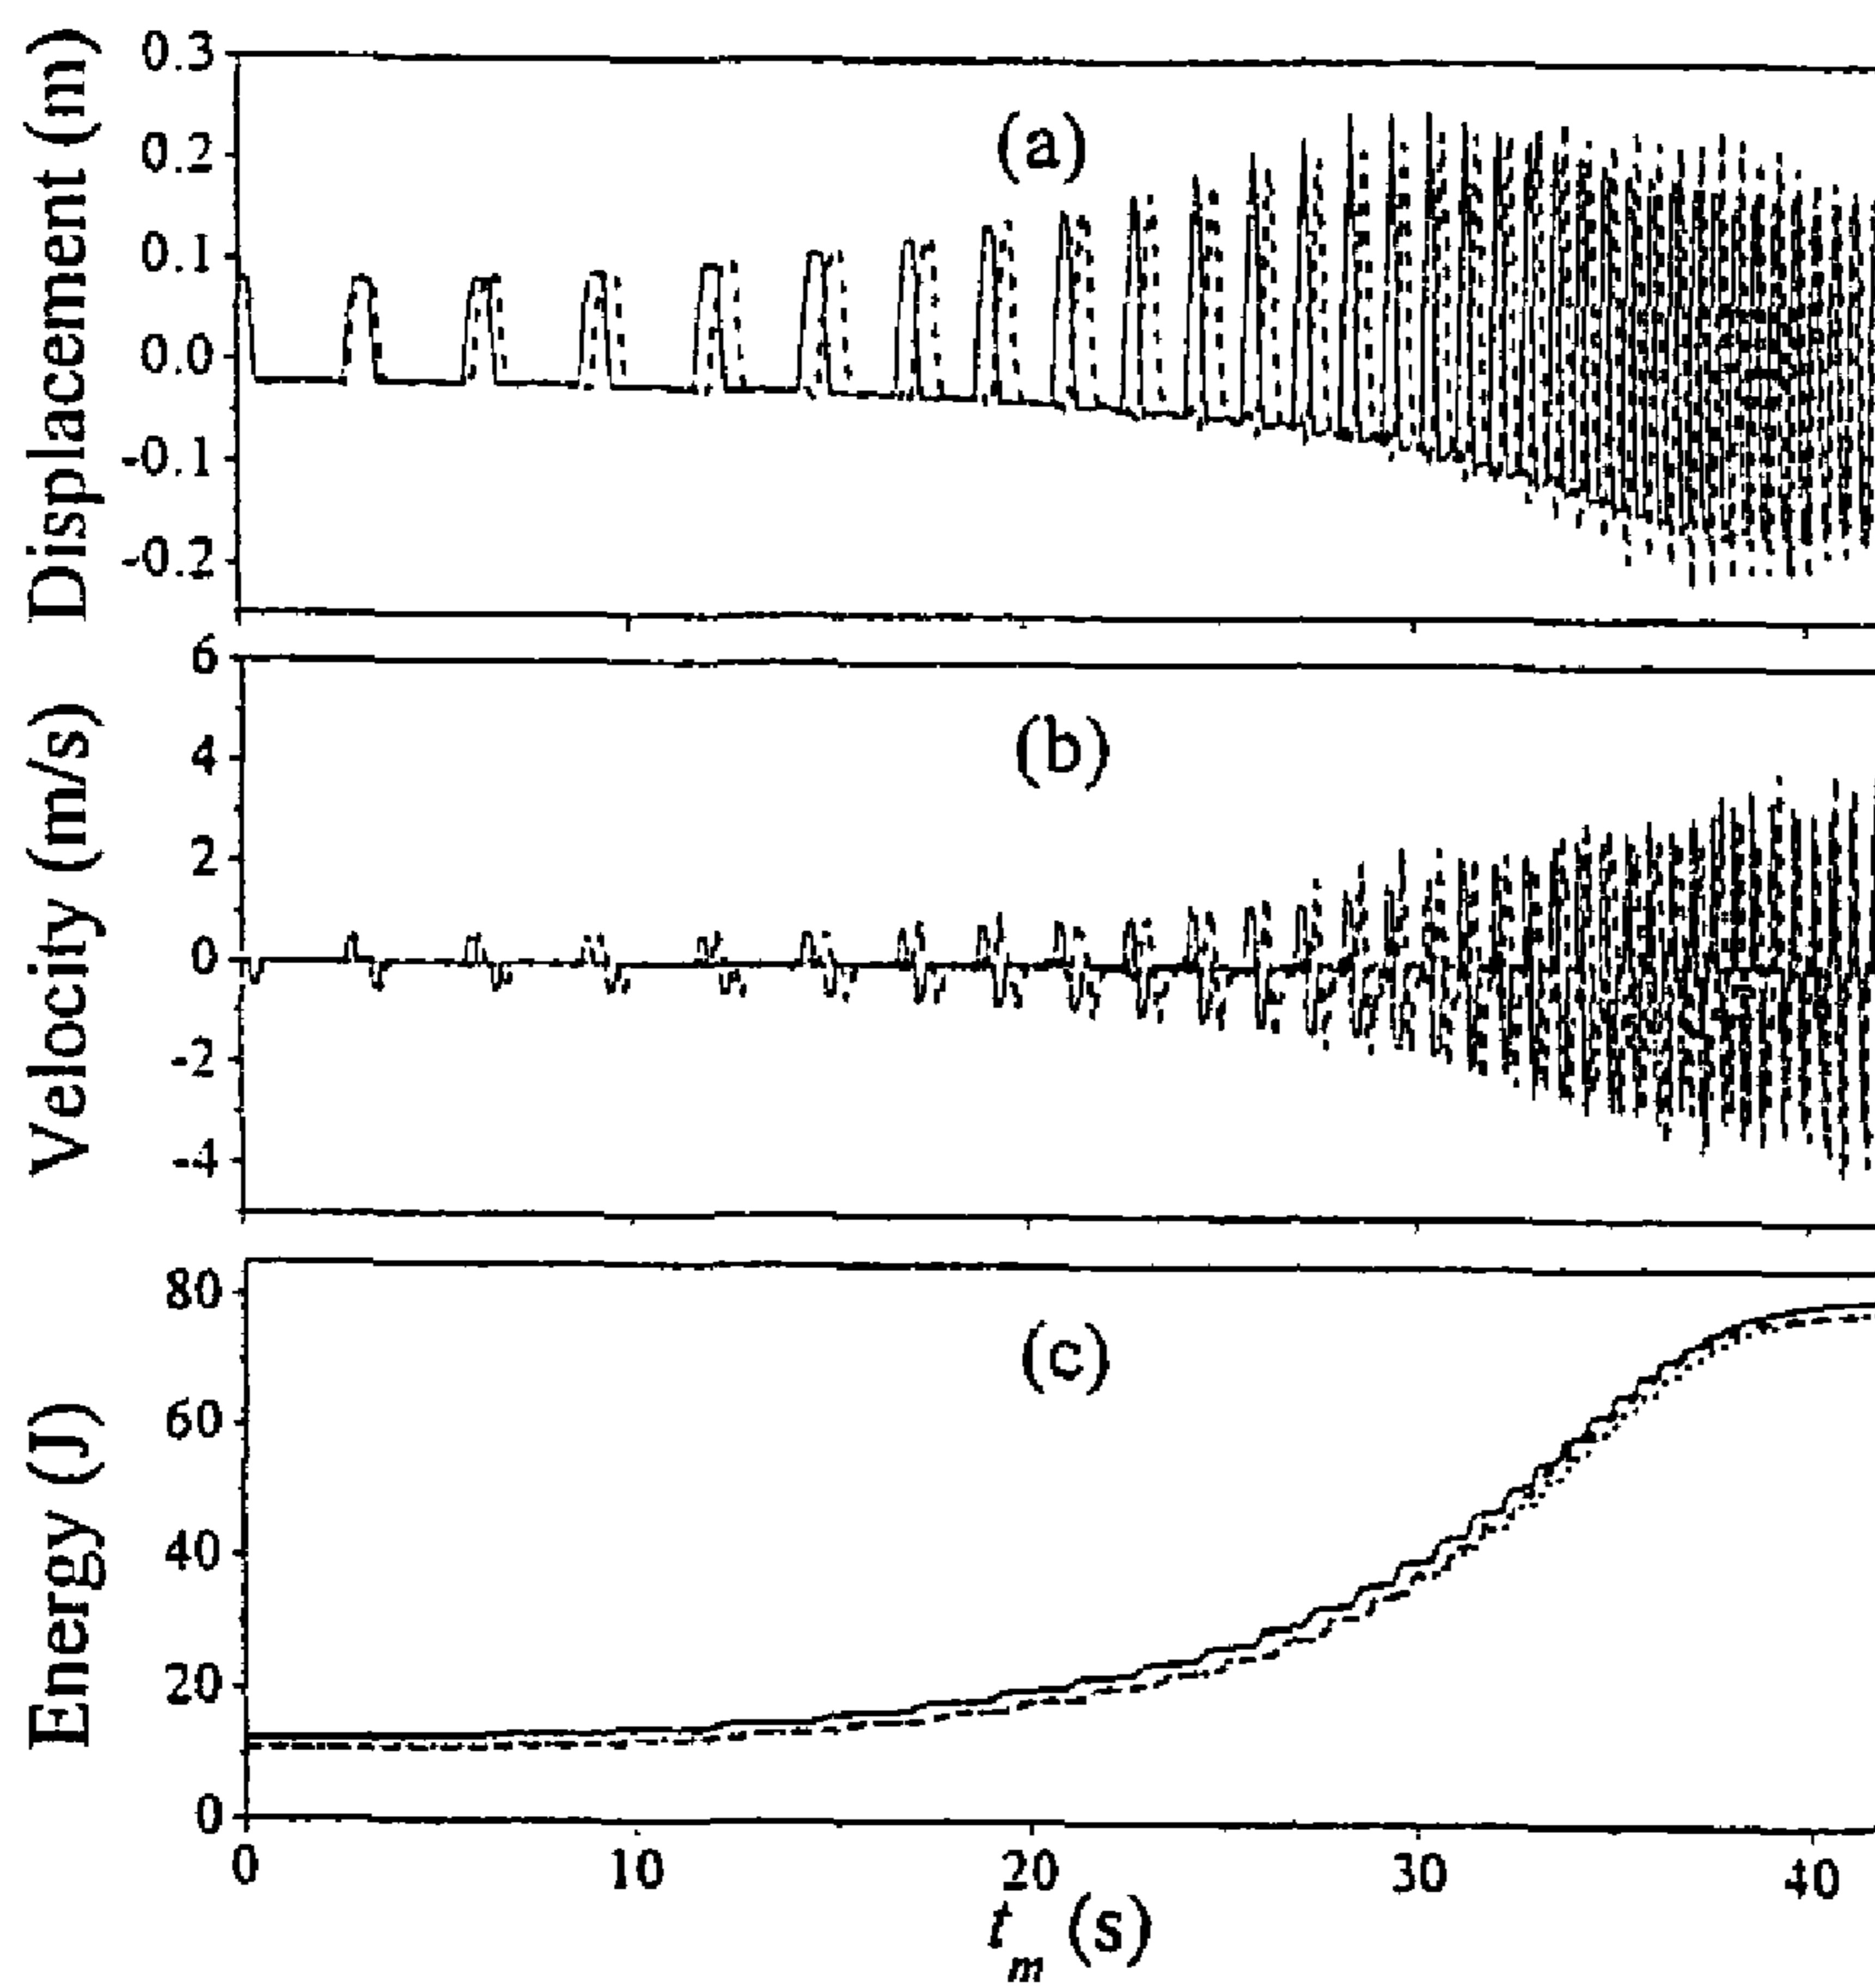 Displacement (m)
0.3
0.2
0.1
0.0
-0.1
-0.2
(a)
Velocity (m/s)
6
4
2
0
-2
-4
(b)
Energy (J)
80
60
40
20
0
(c)
0 10 20 30 40
t_m (s)